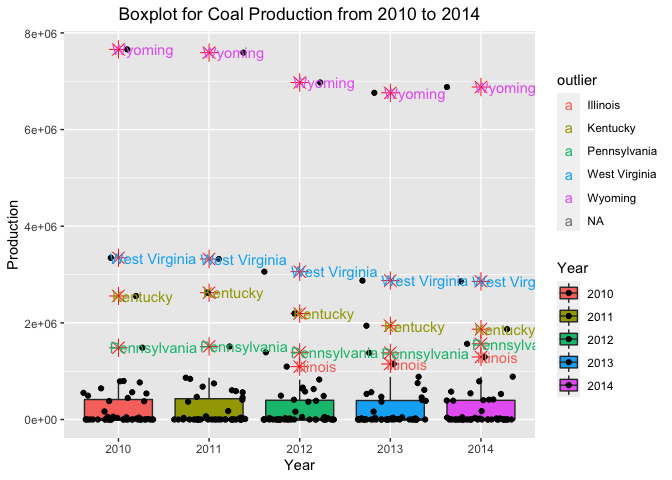 Boxplot for Coal Production from 2010 to 2014
8e+06
6e+06
4e+06
2e+06
0e+00
Production
Wyoming
Wyoming
Wyoming
Wyoming
Wyoming
West Virginia
West Virginia
West Virginia
West Virginia
West Virg
Kentucky
Kentucky
Kentucky
Kentucky
Kentucky
Pennsylvania
Pennsylvania
Pennsylvania
Pennsylvania
Pennsylva
Illinois
Illinois
Illinois
2010
2011
2012
2013
2014
Year
outlier
a Illinois
a Kentucky
a Pennsylvania
a West Virginia
a Wyoming
a NA
Year
2010
2011
2012
2013
2014